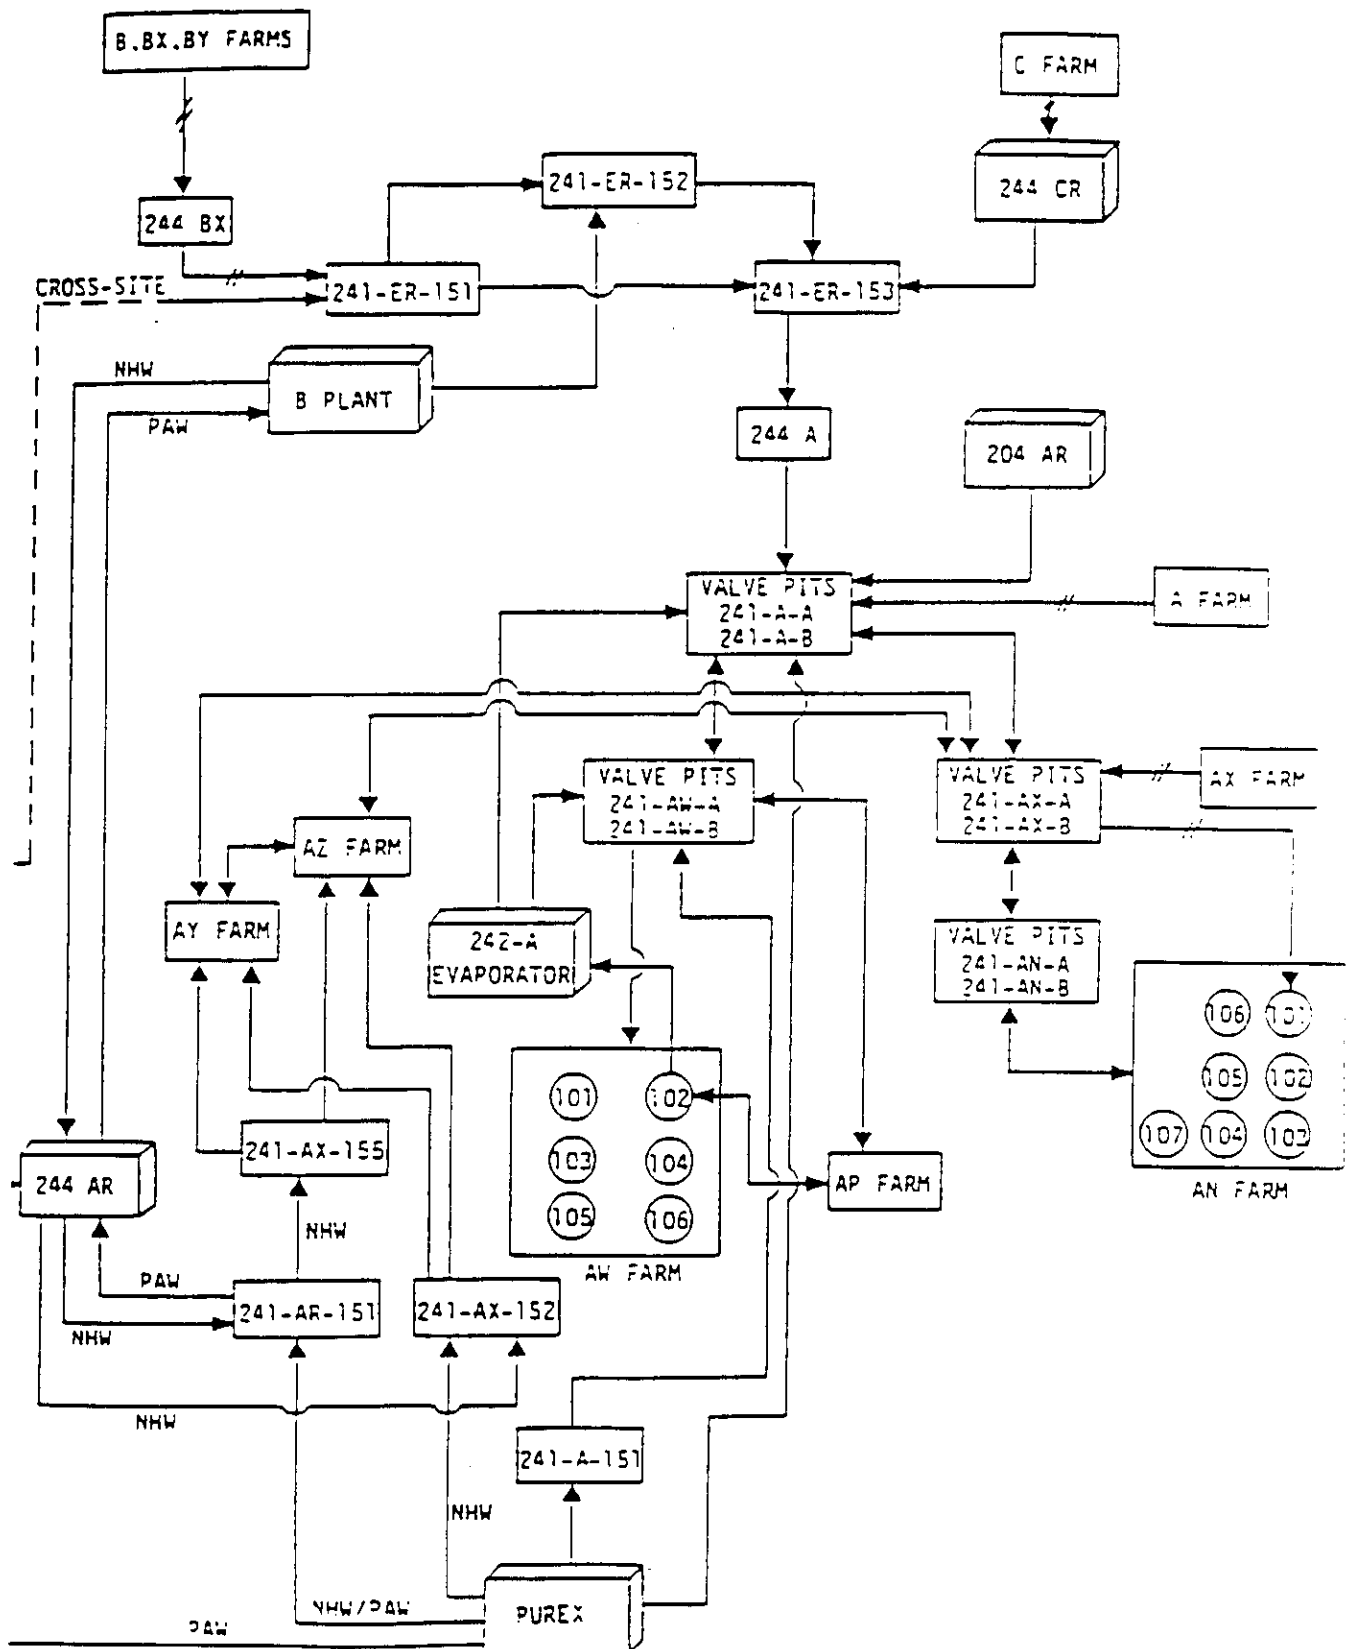 B.BX.BY FARMS
C FARM
241-ER-152
244 CR
244 BX
CROSS-SITE
241-ER-151
241-ER-153
NHW
B PLANT
PAW
244 A
204 AR
VALVE PITS
241-A-A
241-A-B
A FARM
VALVE PITS
241-AW-A
241-AW-B
VALVE PITS
241-AX-A
241-AX-B
AX FARM
AZ FARM
AY FARM
242-A
EVAPORATOR
VALVE PITS
241-AN-A
241-AN-B
106
101
105
102
107
104
103
AN FARM
101
102
103
104
105
106
AW FARM
AP FARM
241-AX-155
244 AR
NHW
PAW
241-AR-151
241-AX-152
NHW
NHW
241-A-151
NHW
NHW/PAW
PUREX
PAW